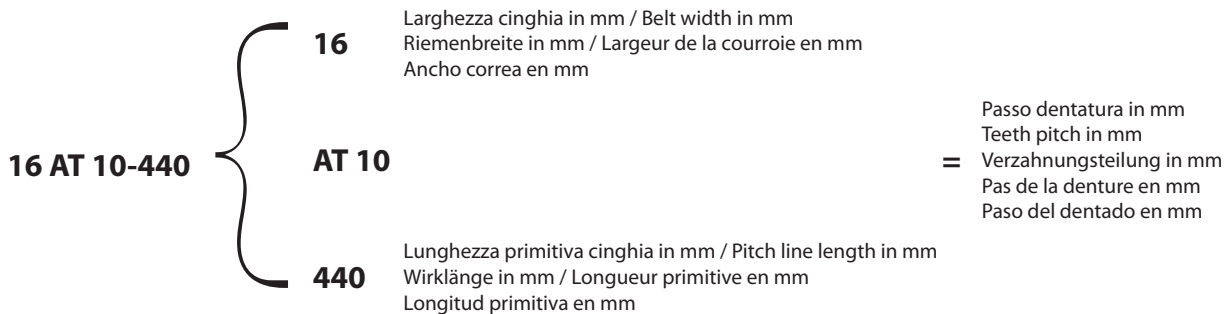 16 AT 10-440
16
Larghezza cinghia in mm / Belt width in mm
Riemenbreite in mm / Largeur de la courroie en mm
Ancho correa en mm
AT 10
=
Passo dentatura in mm
Teeth pitch in mm
Verzahnungsteilung in mm
Pas de la denture en mm
Paso del dentado en mm
440
Lunghezza primitiva cinghia in mm / Pitch line length in mm
Wirklänge in mm / Longueur primitive en mm
Longitud primitiva en mm